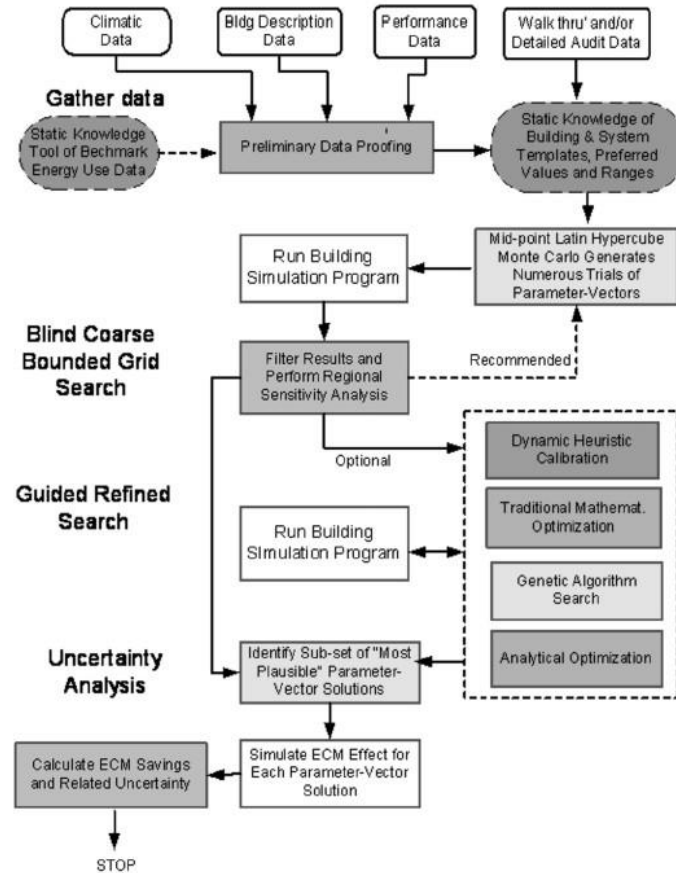 Climatic
Data
Bldg Description
Data
Performance
Data
Walk thru' and/or
Detailed Audit Data
Gather data
Static Knowledge
Tool of Bechmark
Energy Use Data
Preliminary Data Proofing
Static Knowledge of
Building & System
Templates, Preferred
Values and Ranges
Run Building
Simulation Program
Mid-point Latin Hypercube
Monte Carlo Generates
Numerous Trials of
Parameter-Vectors
Blind Coarse
Bounded Grid
Search
Filter Results and
Perform Regional
Sensitivity Analysis
Recommended
Optional
Dynamic Heuristic
Calibration
Guided Refined
Search
Traditional Mathemat.
Optimization
Run Building
SImulation Program
Genetic Algorithm
Search
Uncertainty
Analysis
Identify Sub-set of "Most
Plausible" Parameter-
Vector Solutions
Analytical Optimization
Calculate ECM Savings
and Related Uncertainty
Simulate ECM Effect for
Each Parameter-Vector
Solution
STOP